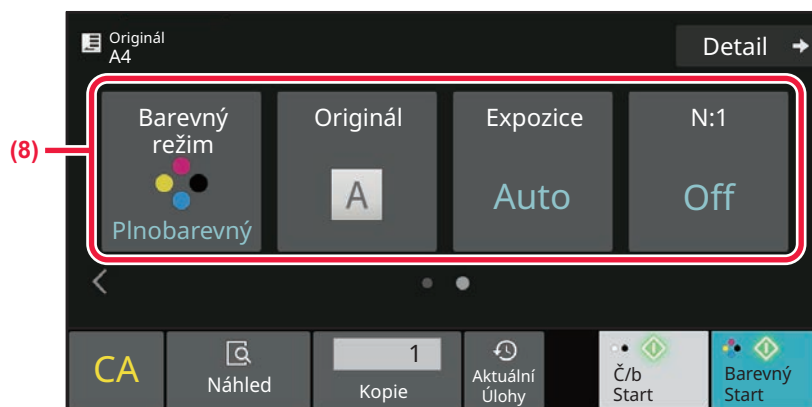 Originál
A4
Detail
(8)
Barevný
režim
Plnobarevný
Originál
A
Expozice
Auto
N:1
Off
CA
Náhled
1
Kopie
Aktuální
Úlohy
Č/b
Start
Barevný
Start